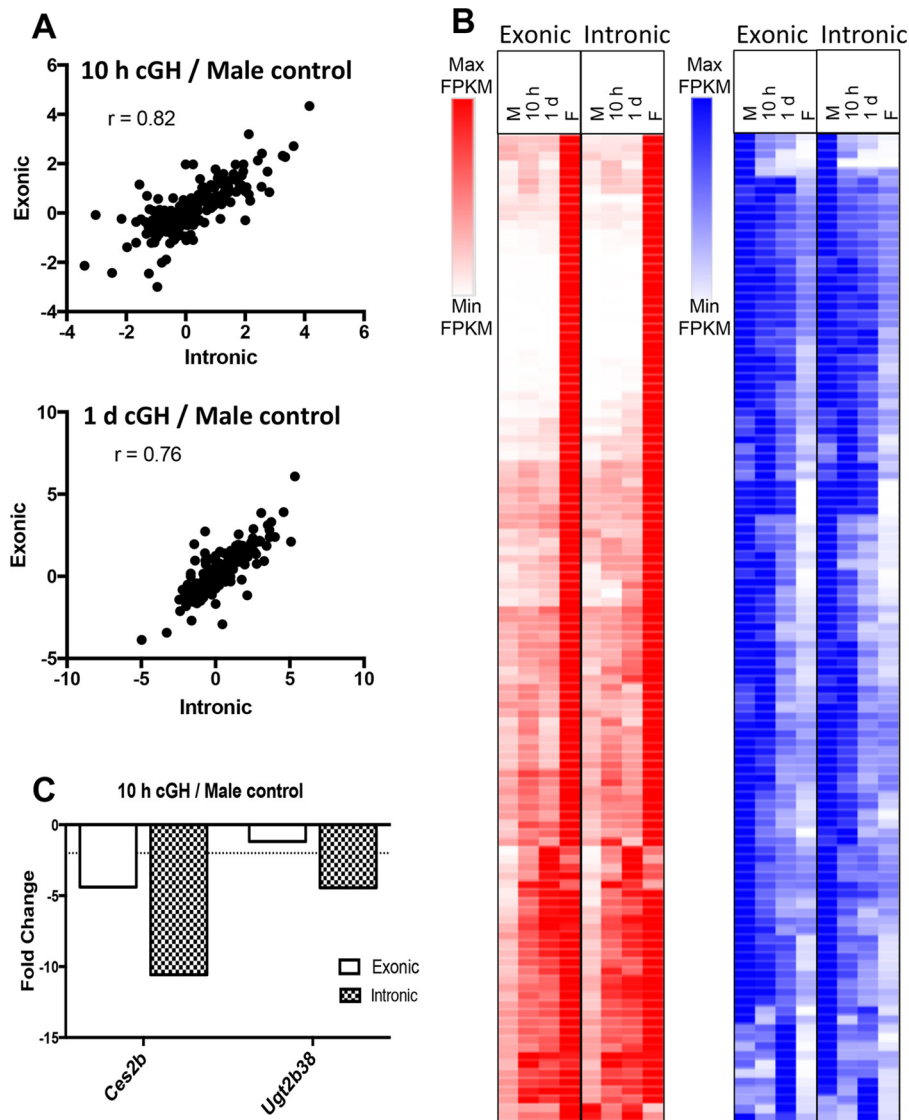 A
10 h cGH / Male control
r = 0.82
6
4
2
0
-2
-4
Exonic
-4 -2 0 2 4 6
Intronic
1 d cGH / Male control
r = 0.76
10
5
0
-5
Exonic
-10 -5 0 5 10
Intronic
B
Exonic Intronic
Max
FPKM
Min
FPKM
M 10 h 1 d F M 10 h 1 d F
Exonic Intronic
Max
FPKM
Min
FPKM
M 10 h 1 d F M 10 h 1 d F
C
10 h cGH / Male control
0
-5
-10
-15
Fold Change
Exonic
Intronic
Ces2b Ugt2b38